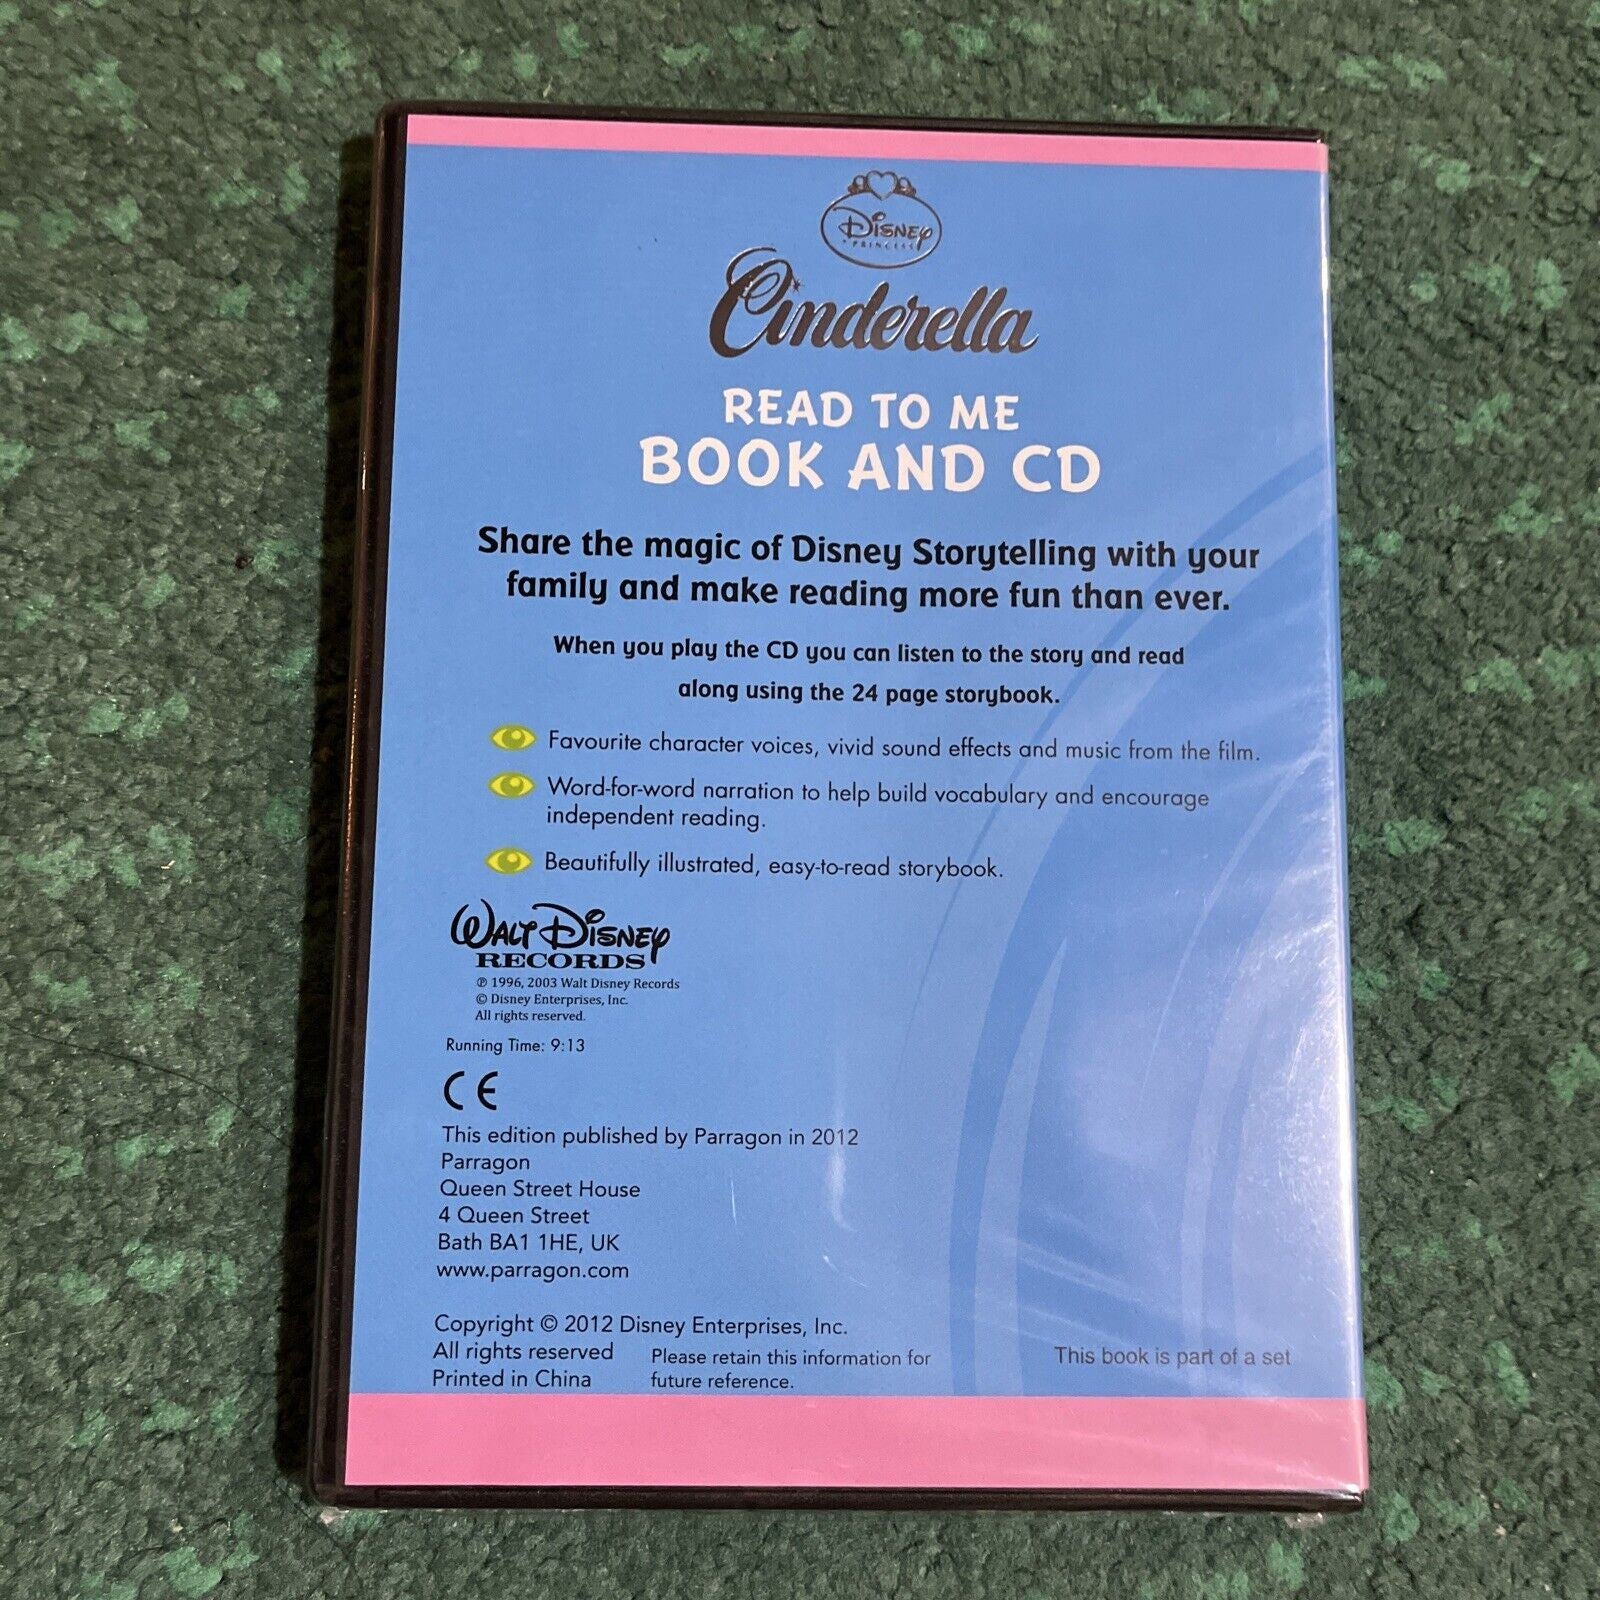 Disney
PRINCESS
Cinderella
READ TO ME
BOOK AND CD
Share the magic of Disney Storytelling with your
family and make reading more fun than ever.
When you play the CD you can listen to the story and read
along using the 24 page storybook.
Favourite character voices, vivid sound effects and music from the film.
Word-for-word narration to help build vocabulary and encourage
independent reading.
Beautifully illustrated, easy-to-read storybook.
WALT DISNEY
RECORDS
℗ 1996, 2003 Walt Disney Records
© Disney Enterprises, Inc.
All rights reserved.
Running Time: 9:13
CE
This edition published by Parragon in 2012
Parragon
Queen Street House
4 Queen Street
Bath BA1 1HE, UK
www.parragon.com
Copyright © 2012 Disney Enterprises, Inc.
All rights reserved
Printed in China
Please retain this information for
future reference.
This book is part of a set